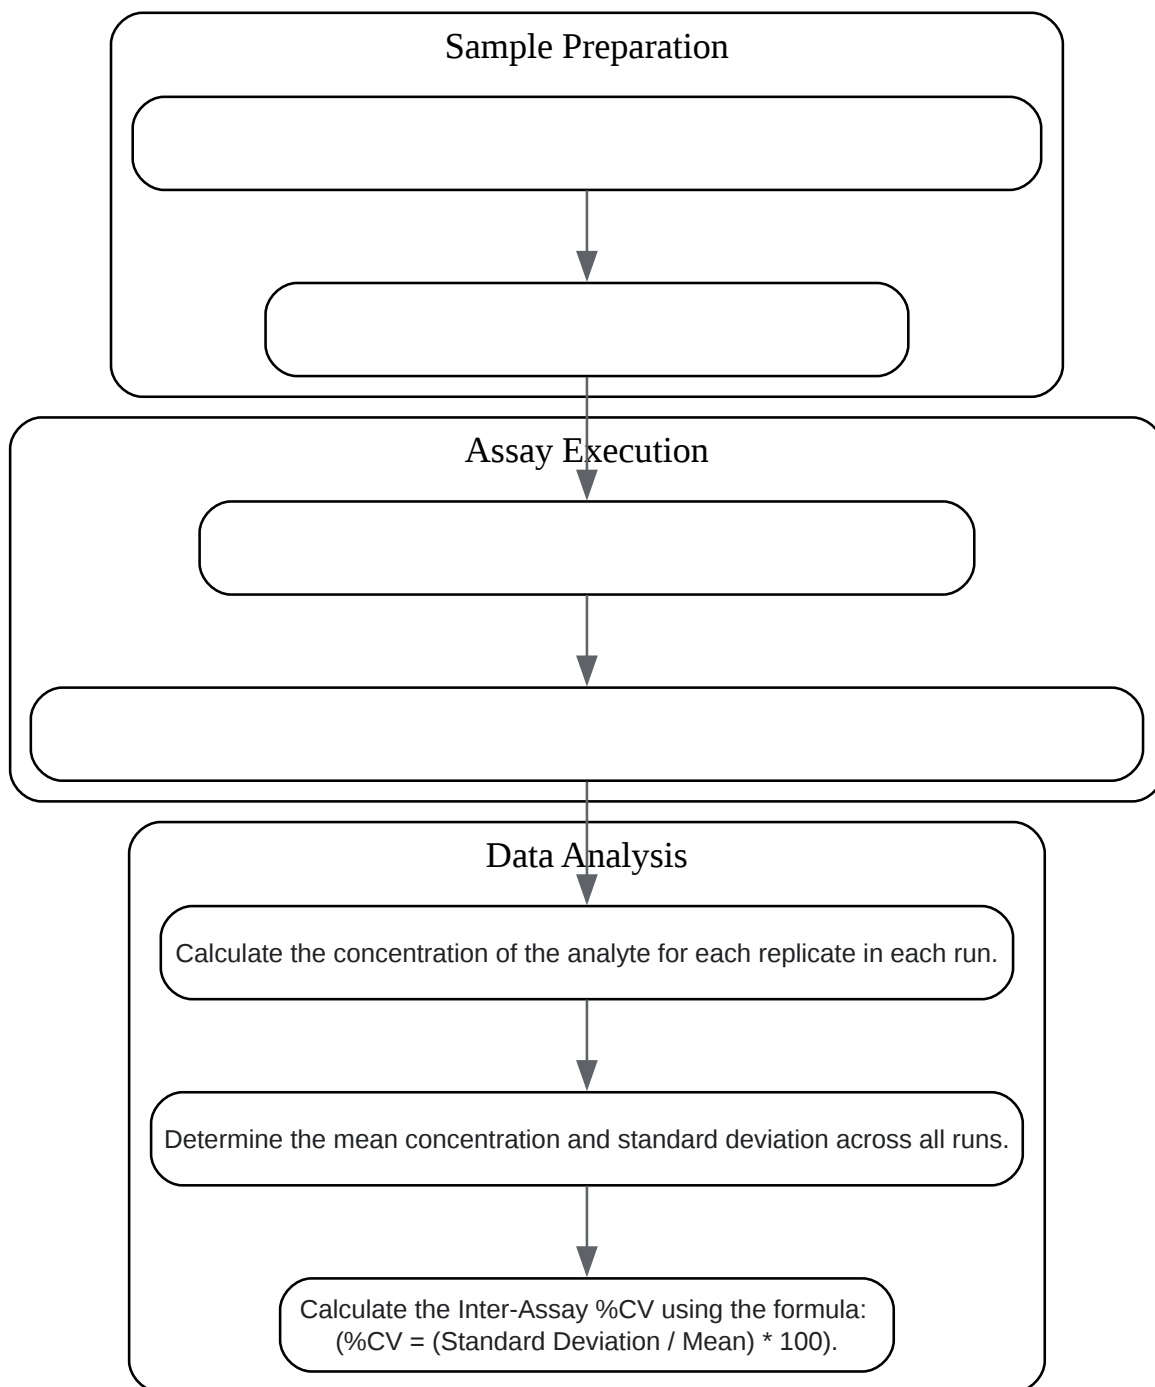 Sample Preparation
Assay Execution
Data Analysis
Calculate the concentration of the analyte for each replicate in each run.
Determine the mean concentration and standard deviation across all runs.
Calculate the Inter-Assay %CV using the formula:
(%CV = (Standard Deviation / Mean) * 100).